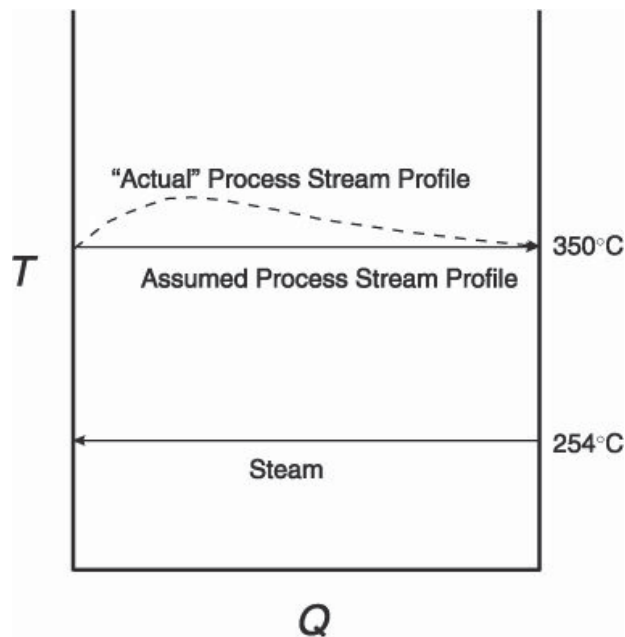 “Actual” Process Stream Profile
350°C
T
Assumed Process Stream Profile
254°C
Steam
Q